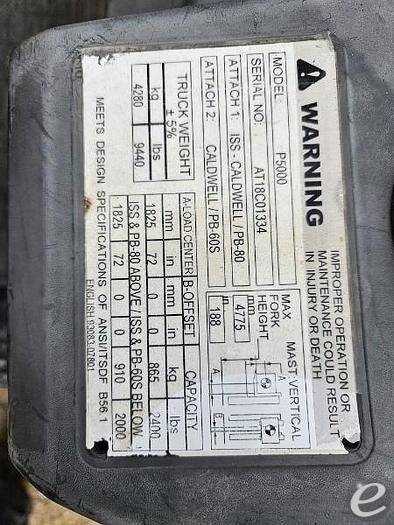 WARNING
IMPROPER OPERATION OR
MAINTENANCE COULD RESULT
IN INJURY OR DEATH
MODEL: P5000
SERIAL NO: AT18C01334
ATTACH 1: ISS - CALDWELL / PB-80
ATTACH 2: CALDWELL / PB-60S
MAX FORK HEIGHT
4775
188
MAST-VERTICAL
A
B
A
TRUCK WEIGHT
± 5%
kg lbs
4280 9440
A-LOAD CENTER B-OFFSET CAPACITY
mm in mm in kg lbs
1825 72 0 0 865 2400
ISS & PB-80 ABOVE / ISS & PB-60S BELOW
1825 72 0 0 910 2000
MEETS DESIGN SPECIFICATIONS OF ANSI/ITSDF B56.1
ENGLISH 93083-07801
e